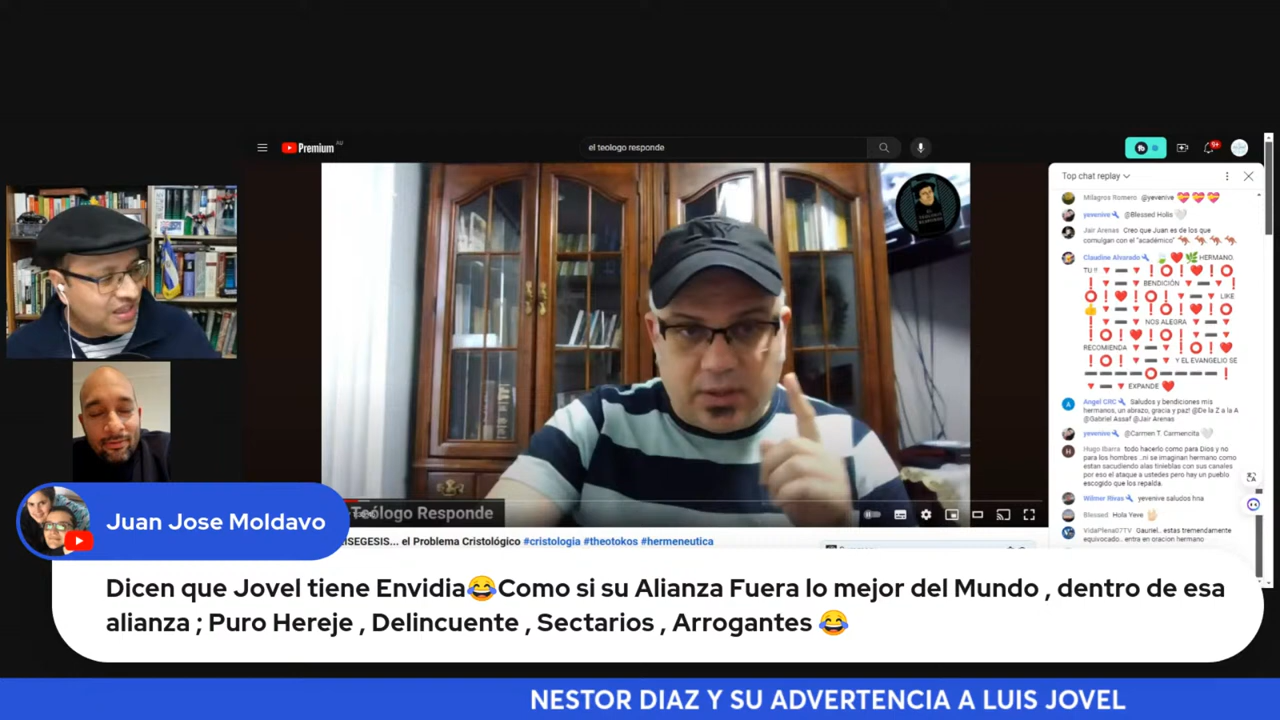 Premium
AU
el teologo responde
9+
Top chat replay
Milagros Romero @yevenive
yevenive @Blessed Holis
Jair Arenas Creo que Juan es de los que
comulgan con el "académico"
Claudine Alvarado HERMANO.
TU !!
BENDICIÓN
LIKE
NOS ALEGRA
RECOMIENDA
Y EL EVANGELIO SE
EXPANDE
Angel CRC Saludos y bendiciones mis
hermanos, un abrazo, gracia y paz! @De la Z a la A
@Gabriel Assaf @Jair Arenas
yevenive @Carmen T. Carmencita
Hugo Ibarra todo hacerlo como para Dios y no
para los hombres ..ni se imaginan hermano como
estan sacudiendo alas tinieblas con sus canales
por eso el ataque a ustedes pero hay un pueblo
escogido que los repalda.
Wilmer Rivas yevenive saludos hna
Blessed Hola Yeve
VidaPlena07TV Gauriel.. estas tremendamente
equivocado.. entra en oracion hermano
EL
TEÓLOGO
RESPONDE
Teólogo Responde
ISEGESIS... el Problema Cristológico #cristologia #theotokos #hermeneutica
Juan Jose Moldavo
Dicen que Jovel tiene Envidia😂Como si su Alianza Fuera lo mejor del Mundo , dentro de esa
alianza ; Puro Hereje , Delincuente , Sectarios , Arrogantes 😂
NESTOR DIAZ Y SU ADVERTENCIA A LUIS JOVEL